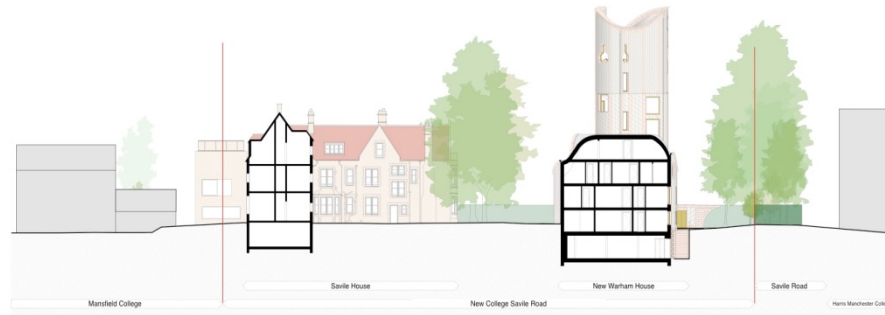 Savile House
New Warham House
Savile Road
Mansfield College
New College Savile Road
Harris Manchester Colle